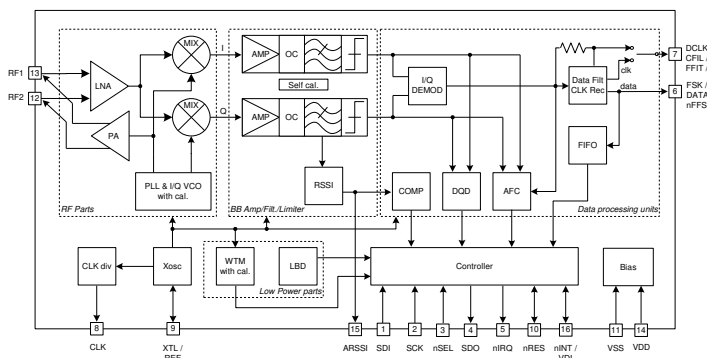 MIX
I
AMP
OC
AMP
OC
Self cal.
RF1
13
LNA
RF2
12
PA
MIX
Q
I/Q
DEMOD
Data Filt
CLK Rec
clk
data
7
DCLK
CFIL /
FFIT /
6
FSK /
DATA
nFFS
FIFO
PLL & I/Q VCO
with cal.
RSSI
COMP
DQD
AFC
RF Parts
BB Amp/Filt./Limiter
Data processing units
CLK div
Xosc
WTM
with cal.
LBD
Low Power parts
Controller
Bias
8
9
15
1
2
3
4
5
10
16
11
14
CLK
XTL /
REF
ARSSI
SDI
SCK
nSEL
SDO
nIRQ
nRES
nINT /
VDI
VSS
VDD